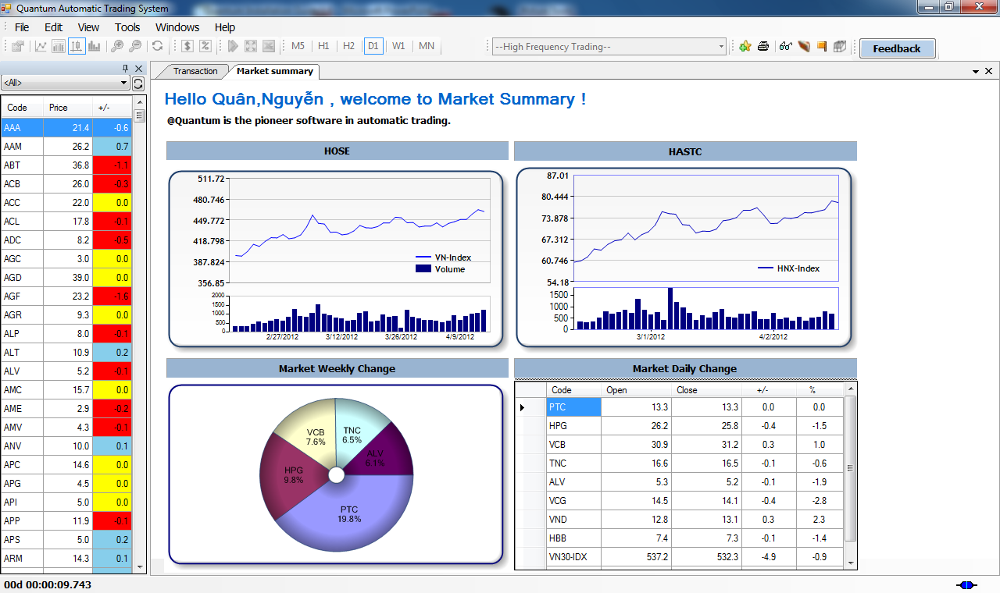 Quantum Automatic Trading System
File Edit View Tools Windows Help
$ % M5 H1 H2 D1 W1 MN --High Frequency Trading-- Feedback
<All>
Code Price +/-
AAA 21.4 -0.6
AAM 26.2 0.7
ABT 36.8 -1.1
ACB 26.0 -0.3
ACC 22.0 0.0
ACL 17.8 -0.1
ADC 8.2 -0.5
AGC 3.0 0.0
AGD 39.0 0.0
AGF 23.2 -1.6
AGR 9.3 0.0
ALP 8.0 -0.1
ALT 10.9 0.2
ALV 5.2 -0.1
AMC 15.7 0.0
AME 2.9 -0.2
AMV 4.3 -0.1
ANV 10.0 0.1
APC 14.6 0.0
APG 4.5 0.0
API 5.0 0.0
APP 11.9 -0.1
APS 5.0 0.2
ARM 14.3 0.1
Transaction Market summary
Hello Quân,Nguyễn , welcome to Market Summary !
@Quantum is the pioneer software in automatic trading.
HOSE
511.72
480.746
449.772
418.798
387.824
356.85
VN-Index
Volume
2000
1500
1000
500
0
2/27/2012 3/12/2012 3/26/2012 4/9/2012
HASTC
87.01
80.444
73.878
67.312
60.746
54.18
HNX-Index
1500
1000
500
0
3/1/2012 4/2/2012
Market Weekly Change
VCB
7.6%
TNC
6.5%
ALV
6.1%
HPG
9.8%
PTC
19.8%
Market Daily Change
Code Open Close +/- %
PTC 13.3 13.3 0.0 0.0
HPG 26.2 25.8 -0.4 -1.5
VCB 30.9 31.2 0.3 1.0
TNC 16.6 16.5 -0.1 -0.6
ALV 5.3 5.2 -0.1 -1.9
VCG 14.5 14.1 -0.4 -2.8
VND 12.8 13.1 0.3 2.3
HBB 7.4 7.3 -0.1 -1.4
VN30-IDX 537.2 532.3 -4.9 -0.9
00d 00:00:09.743